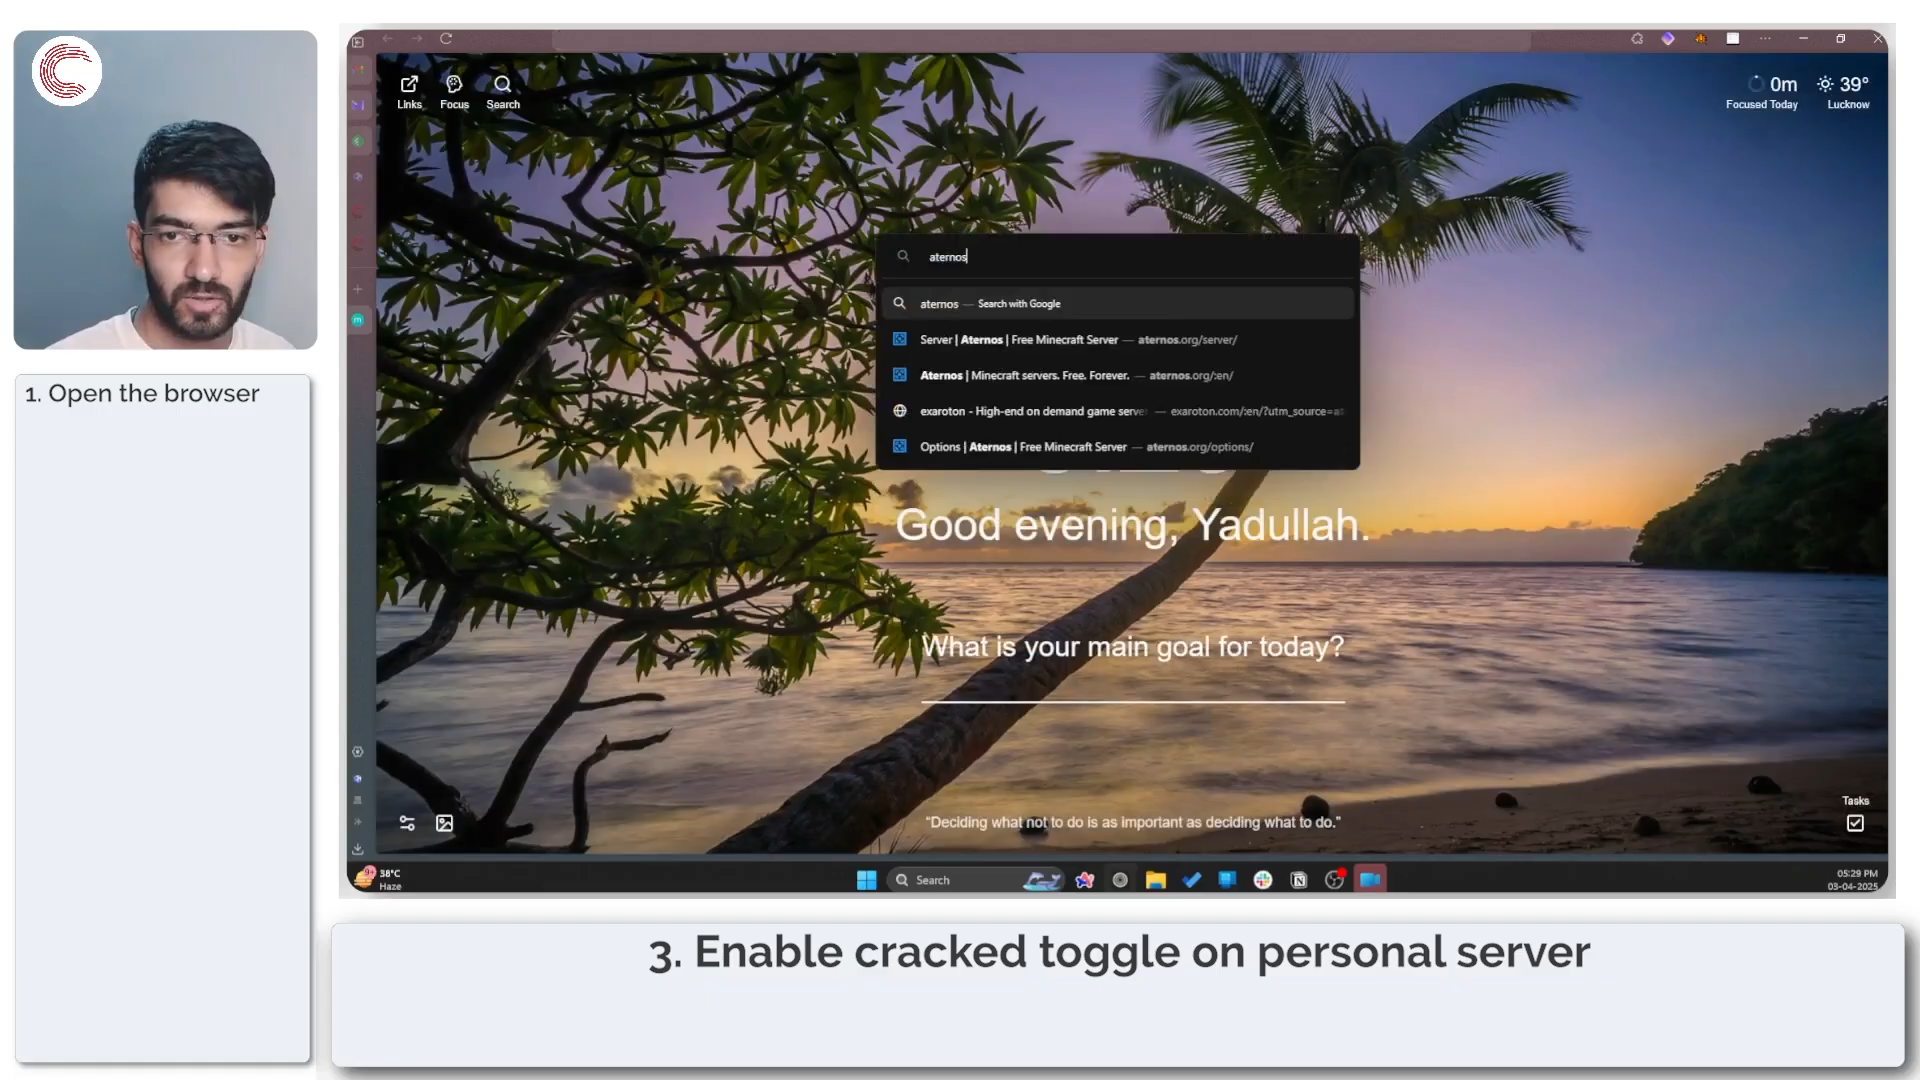 1. Open the browser
Links
Focus
Search
0m
Focused Today
39°
Lucknow
aternos
aternos — Search with Google
Server | Aternos | Free Minecraft Server — aternos.org/server/
Aternos | Minecraft servers. Free. Forever. — aternos.org/:en/
exaroton - High-end on demand game serve — exaroton.com/:en/?utm_source=a
Options | Aternos | Free Minecraft Server — aternos.org/options/
Good evening, Yadullah.
What is your main goal for today?
"Deciding what not to do is as important as deciding what to do."
Tasks
9+
38°C
Haze
Search
05:29 PM
03-04-2025
3. Enable cracked toggle on personal server